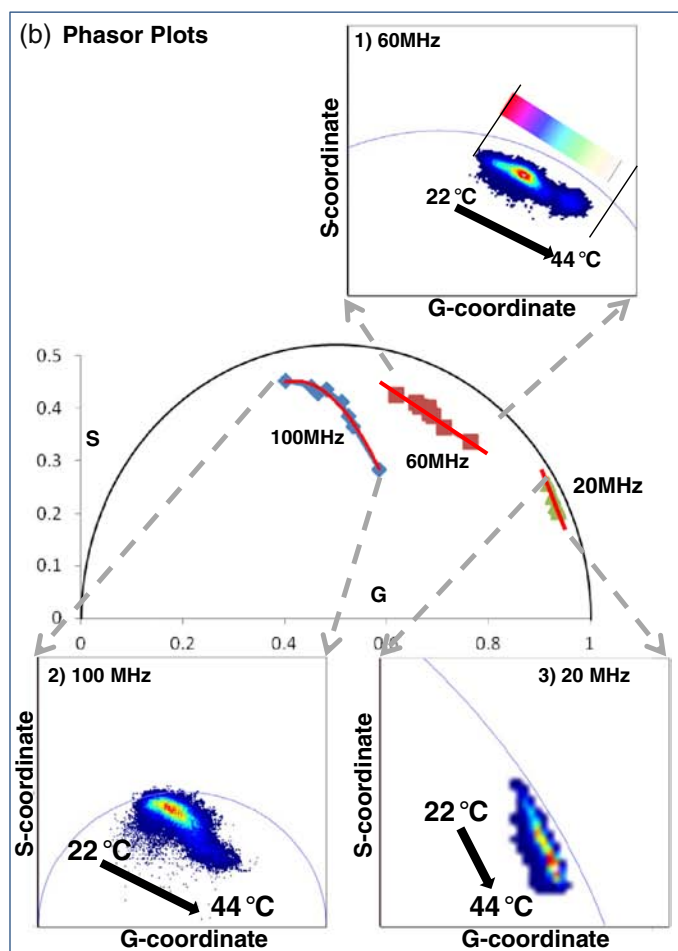 (b) Phasor Plots
1) 60MHz
S-coordinate
22 °C
44 °C
G-coordinate
0.5
0.4
0.3
0.2
0.1
0
S
100MHz
60MHz
20MHz
G
0 0.2 0.4 0.6 0.8 1
2) 100 MHz
S-coordinate
22 °C
44 °C
G-coordinate
3) 20 MHz
S-coordinate
22 °C
44 °C
G-coordinate